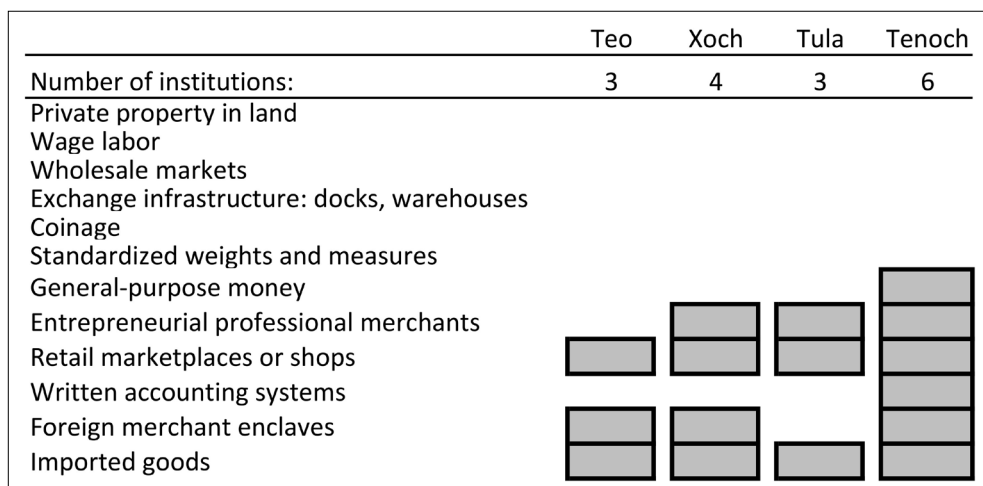 Teo Xoch Tula Tenoch
Number of institutions: 3 4 3 6
Private property in land
Wage labor
Wholesale markets
Exchange infrastructure: docks, warehouses
Coinage
Standardized weights and measures
General-purpose money
Entrepreneurial professional merchants
Retail marketplaces or shops
Written accounting systems
Foreign merchant enclaves
Imported goods